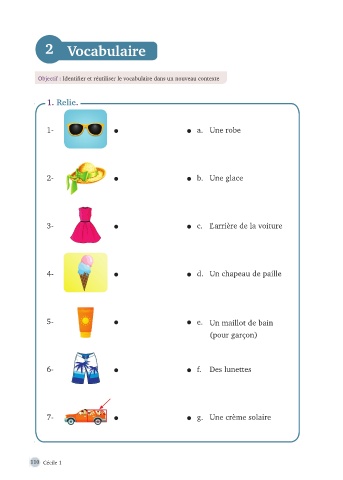 2 Vocabulaire
Objectif : Identifier et réutiliser le vocabulaire dans un nouveau contexte
1. Relie.
1- a. Une robe
2- b. Une glace
3- c. L'arrière de la voiture
4- d. Un chapeau de paille
5- e. Un maillot de bain
(pour garçon)
6- f. Des lunettes
7- g. Une crème solaire
110 Cécile 1